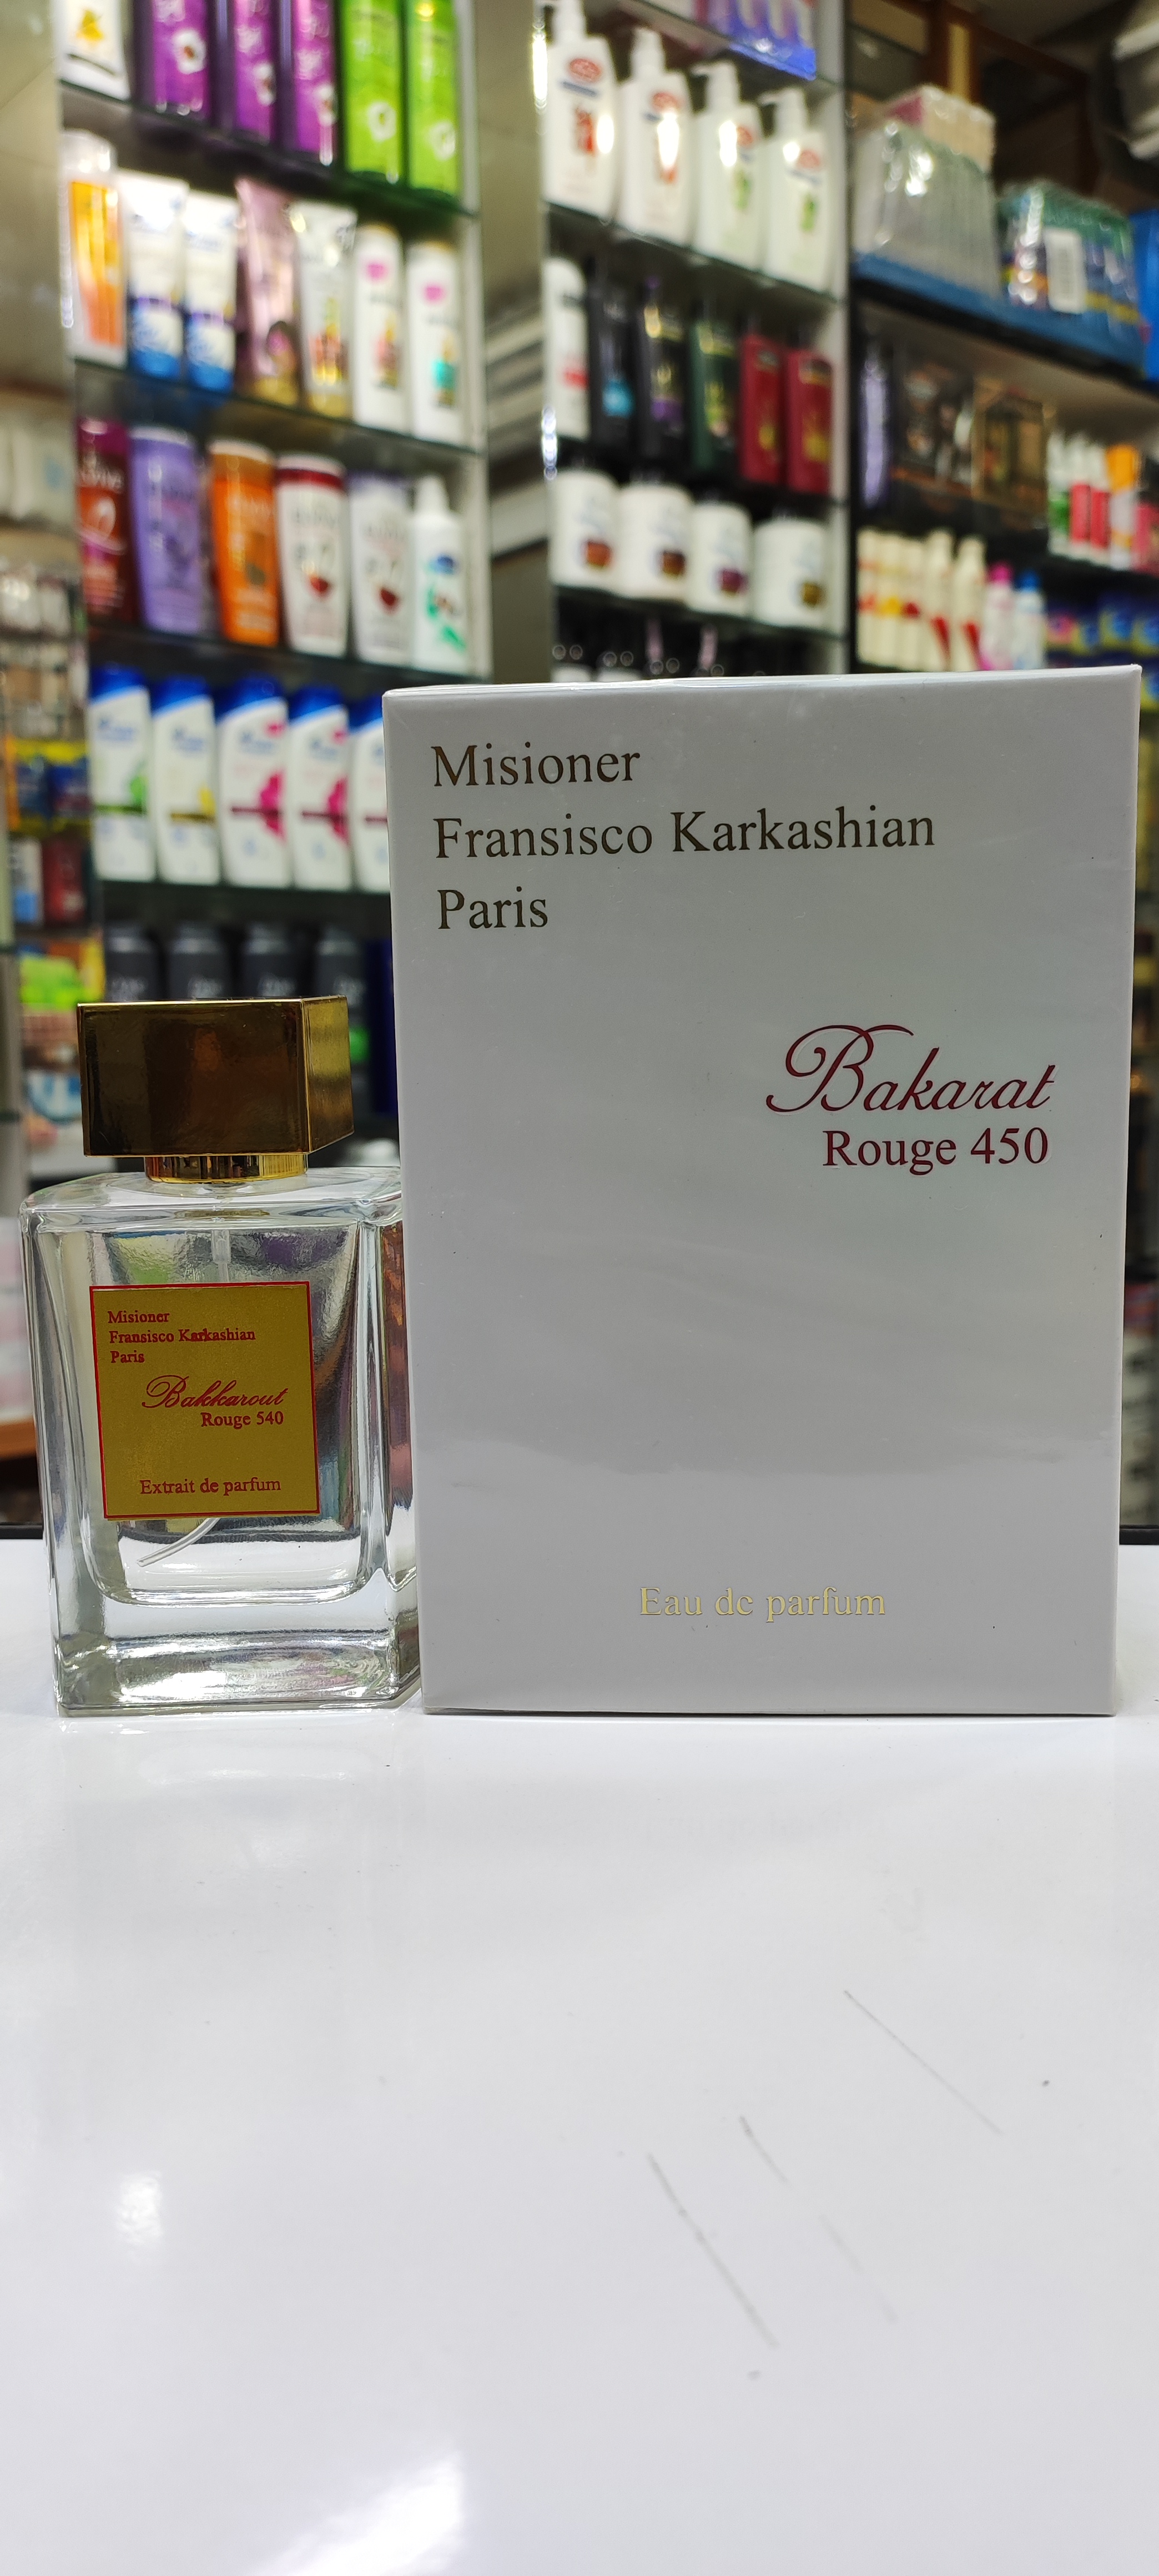 Misioner
Fransisco Karkashian
Paris
Bakarat
Rouge 450
Eau de parfum
Misioner
Fransisco Karkashian
Paris
Bakkarout
Rouge 540
Extrait de parfum